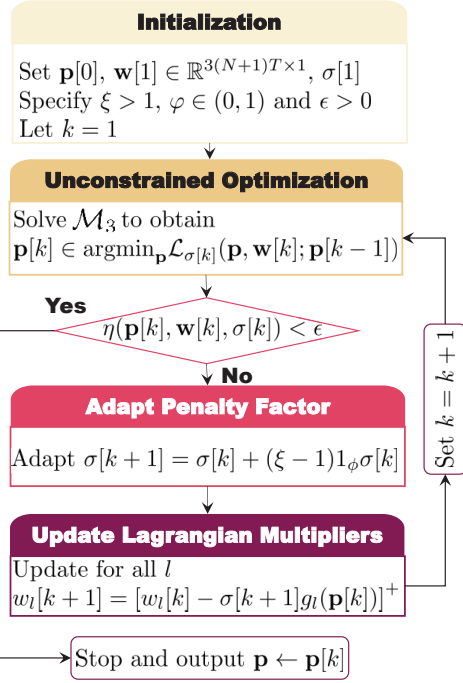 Initialization
Set p[0], w[1] ∈ ℝ^{3(N+1)T×1}, σ[1]
Specify ξ > 1, φ ∈ (0, 1) and ϵ > 0
Let k = 1
Unconstrained Optimization
Solve ℳ₃ to obtain
p[k] ∈ argmin_p ℒ_{σ[k]}(p, w[k]; p[k − 1])
Yes
η(p[k], w[k], σ[k]) < ϵ
No
Set k = k + 1
Adapt Penalty Factor
Adapt σ[k + 1] = σ[k] + (ξ − 1)1_ϕσ[k]
Update Lagrangian Multipliers
Update for all l
w_l[k + 1] = [w_l[k] − σ[k + 1]g_l(p[k])]^+
Stop and output p ← p[k]